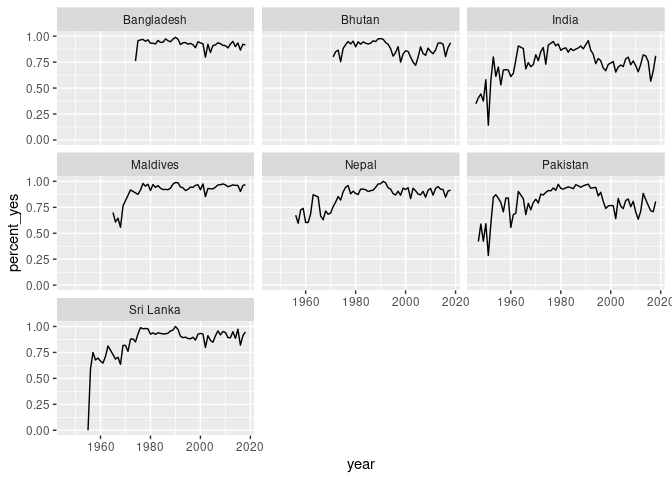 Bangladesh Bhutan India
1.00
0.75
0.50
0.25
0.00
Maldives Nepal Pakistan
1.00
0.75
0.50
0.25
0.00
percent_yes
1960 1980 2000 2020 1960 1980 2000 2020
Sri Lanka
1.00
0.75
0.50
0.25
0.00
1960 1980 2000 2020
year